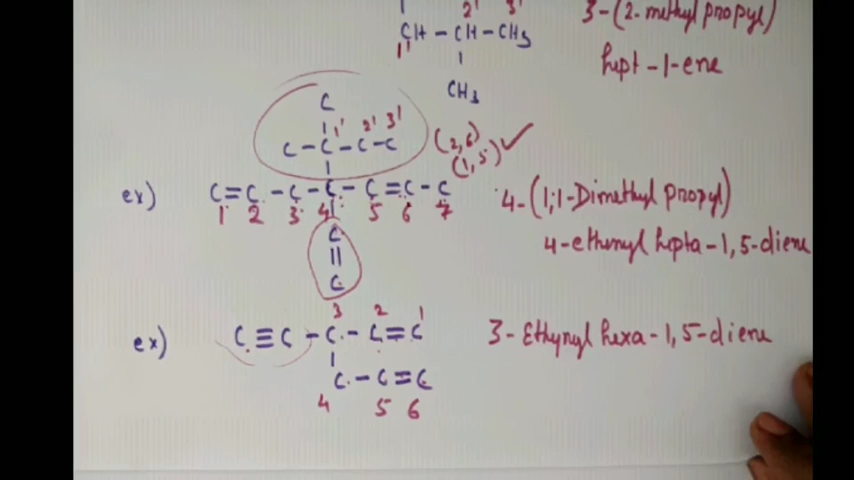 2' 3'
CH - CH - CH3
1'
CH3
3-(2-methyl propyl)
hept-1-ene
C
1' 2' 3'
C - C - C - C
(2,6)
(1,5) ✓
ex) C = C - C - C - C = C - C
1 2 3 4 5 6 7
C
||
C
4-(1;1-Dimethyl propyl)
4-ethenyl hepta-1,5-diene
3 2 1
ex) C ≡ C - C - C = C
C - C = C
4 5 6
3-Ethynyl hexa-1,5-diene